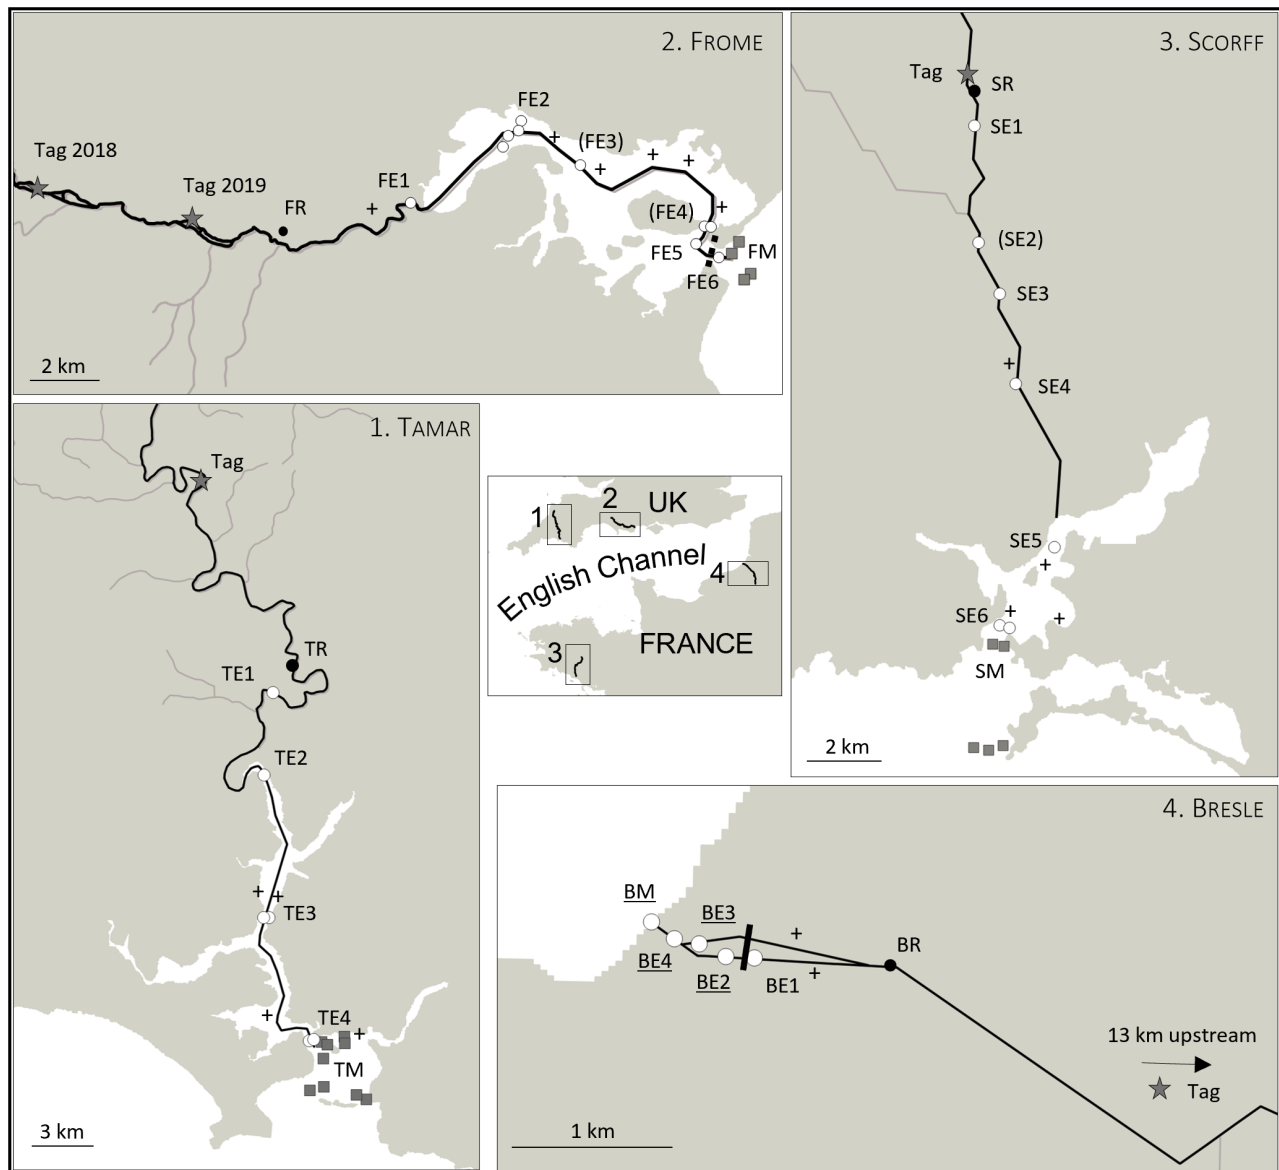 2. FROME
Tag 2018
Tag 2019
FR
FE1
FE2
(FE3)
(FE4)
FE5
FE6
FM
2 km
3. SCORFF
Tag
SR
SE1
(SE2)
SE3
SE4
SE5
SE6
SM
2 km
1. TAMAR
Tag
TR
TE1
TE2
TE3
TE4
TM
3 km
1
2
UK
English Channel
4
3
FRANCE
4. BRESLE
BM
BE3
BE4
BE2
BE1
BR
13 km upstream
Tag
1 km